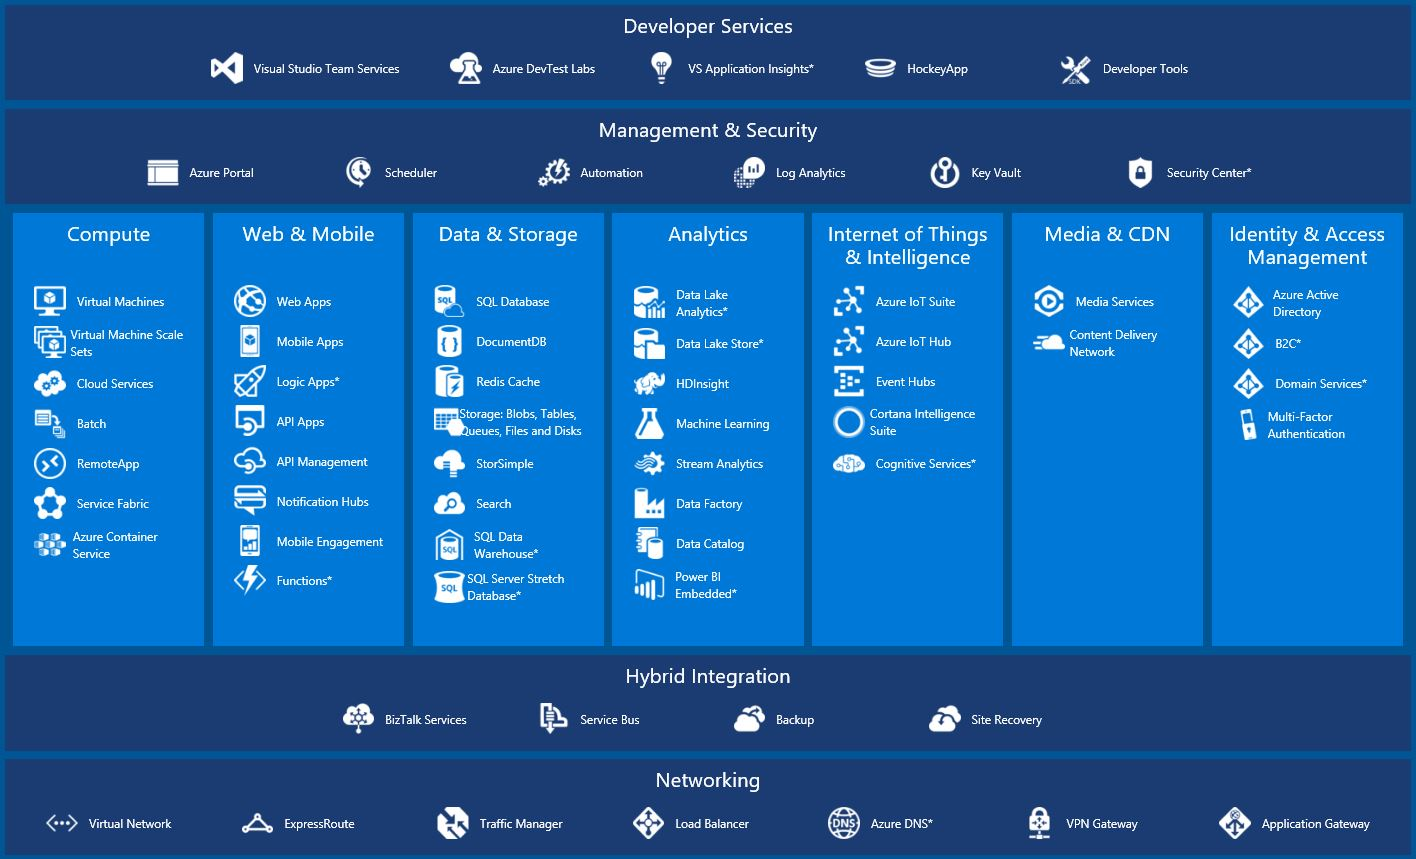 Developer Services
Visual Studio Team Services
Azure DevTest Labs
VS Application Insights*
HockeyApp
SDK
Developer Tools
Management & Security
Azure Portal
Scheduler
Automation
Log Analytics
Key Vault
Security Center*
Compute
Virtual Machines
Virtual Machine Scale
Sets
Cloud Services
Batch
RemoteApp
Service Fabric
Azure Container
Service
Web & Mobile
Web Apps
Mobile Apps
Logic Apps*
API Apps
API Management
Notification Hubs
Mobile Engagement
Functions*
Data & Storage
SQL
SQL Database
DocumentDB
Redis Cache
Storage: Blobs, Tables,
Queues, Files and Disks
StorSimple
Search
SQL
SQL Data
Warehouse*
SQL
SQL Server Stretch
Database*
Analytics
Data Lake
Analytics*
Data Lake Store*
HDInsight
Machine Learning
Stream Analytics
Data Factory
Data Catalog
Power BI
Embedded*
Internet of Things
& Intelligence
Azure IoT Suite
Azure IoT Hub
Event Hubs
Cortana Intelligence
Suite
Cognitive Services*
Media & CDN
Media Services
Content Delivery
Network
Identity & Access
Management
Azure Active
Directory
B2C*
Domain Services*
Multi-Factor
Authentication
Hybrid Integration
BizTalk Services
Service Bus
Backup
Site Recovery
Networking
Virtual Network
ExpressRoute
Traffic Manager
Load Balancer
DNS
Azure DNS*
VPN Gateway
Application Gateway